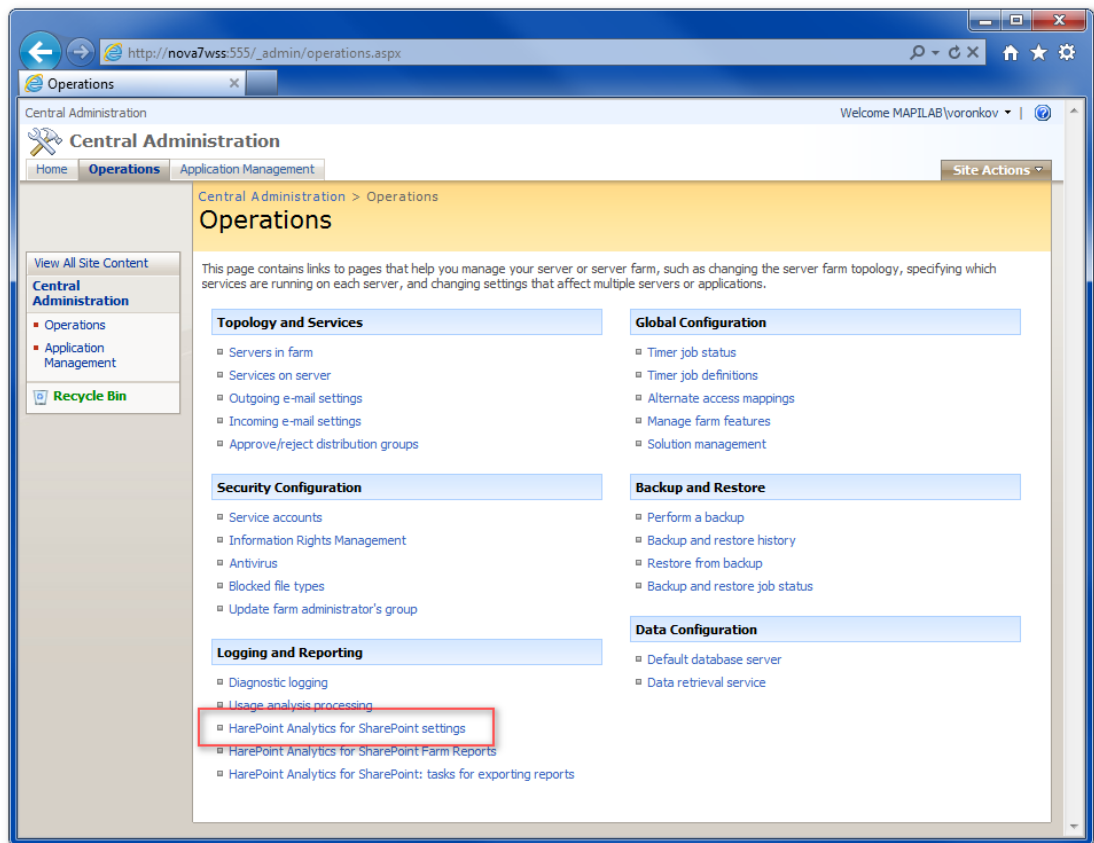 http://nova7wss:555/_admin/operations.aspx
Operations
Central Administration
Welcome MAPILAB\voronkov
Central Administration
Home Operations Application Management
Site Actions
Central Administration > Operations
Operations
View All Site Content
Central
Administration
Operations
Application
Management
Recycle Bin
This page contains links to pages that help you manage your server or server farm, such as changing the server farm topology, specifying which
services are running on each server, and changing settings that affect multiple servers or applications.
Topology and Services
Servers in farm
Services on server
Outgoing e-mail settings
Incoming e-mail settings
Approve/reject distribution groups
Security Configuration
Service accounts
Information Rights Management
Antivirus
Blocked file types
Update farm administrator's group
Logging and Reporting
Diagnostic logging
Usage analysis processing
HarePoint Analytics for SharePoint settings
HarePoint Analytics for SharePoint Farm Reports
HarePoint Analytics for SharePoint: tasks for exporting reports
Global Configuration
Timer job status
Timer job definitions
Alternate access mappings
Manage farm features
Solution management
Backup and Restore
Perform a backup
Backup and restore history
Restore from backup
Backup and restore job status
Data Configuration
Default database server
Data retrieval service